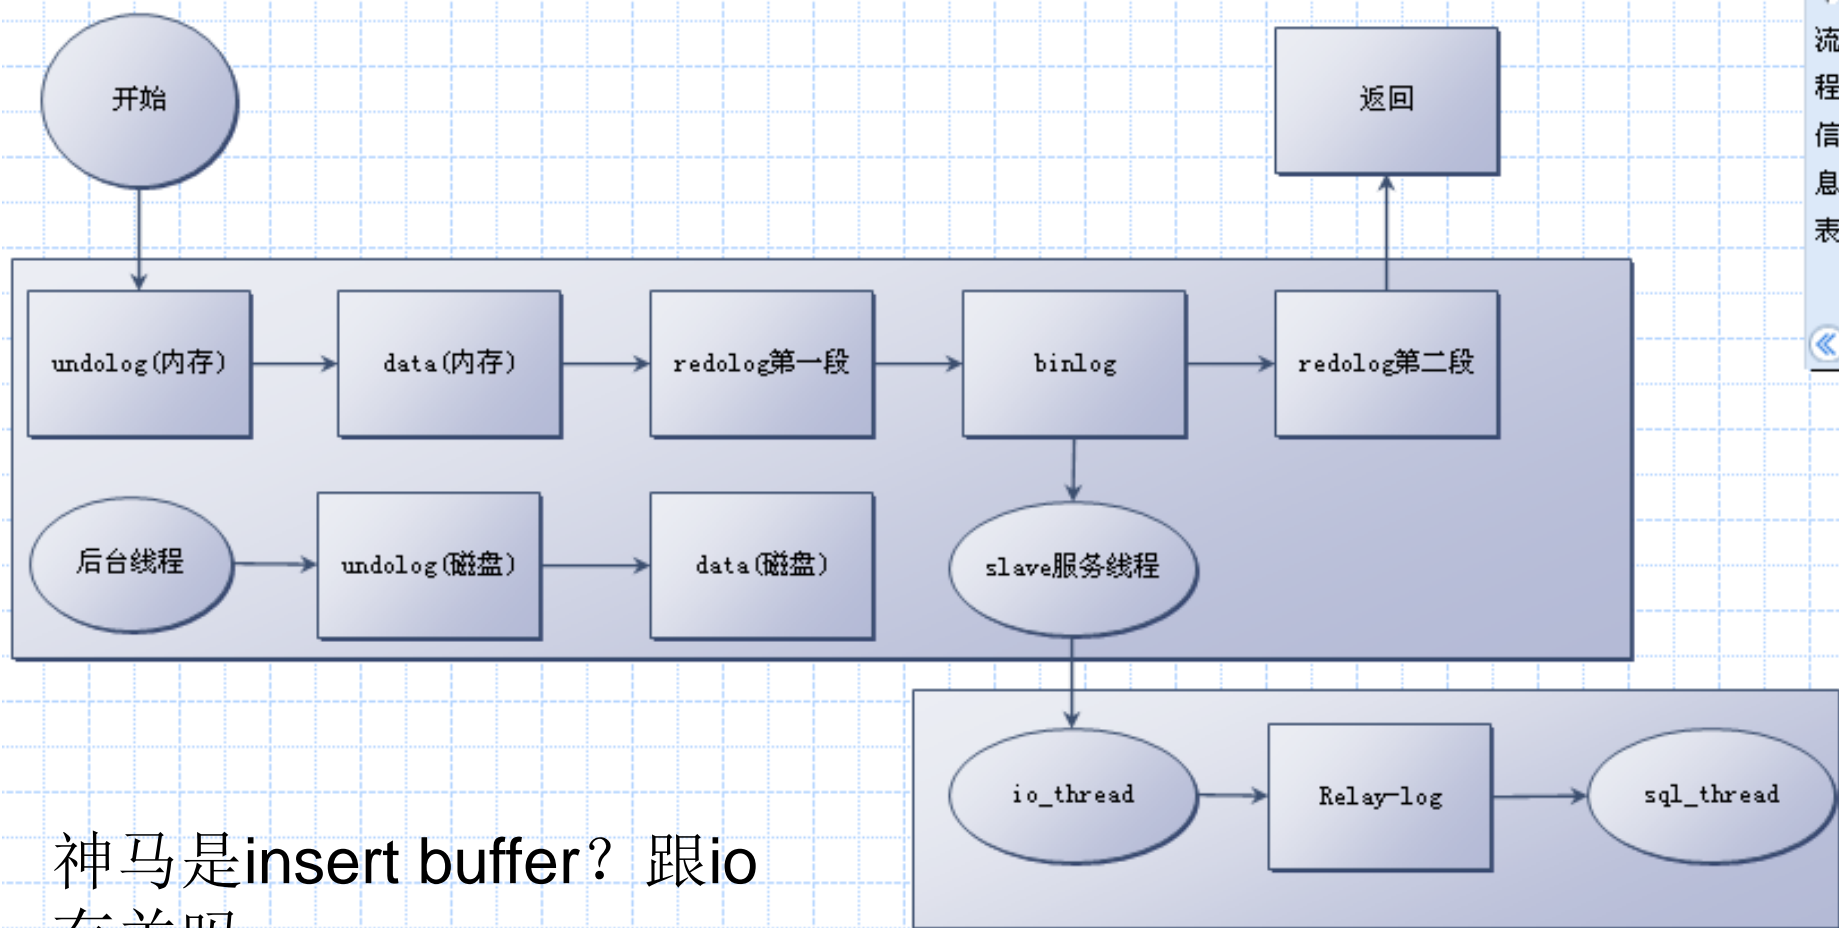 开始
返回
流
程
信
息
表
undolog(内存)
data(内存)
redolog第一段
binlog
redolog第二段
后台线程
undolog(磁盘)
data(磁盘)
slave服务线程
io_thread
Relay-log
sql_thread
神马是insert buffer？跟io